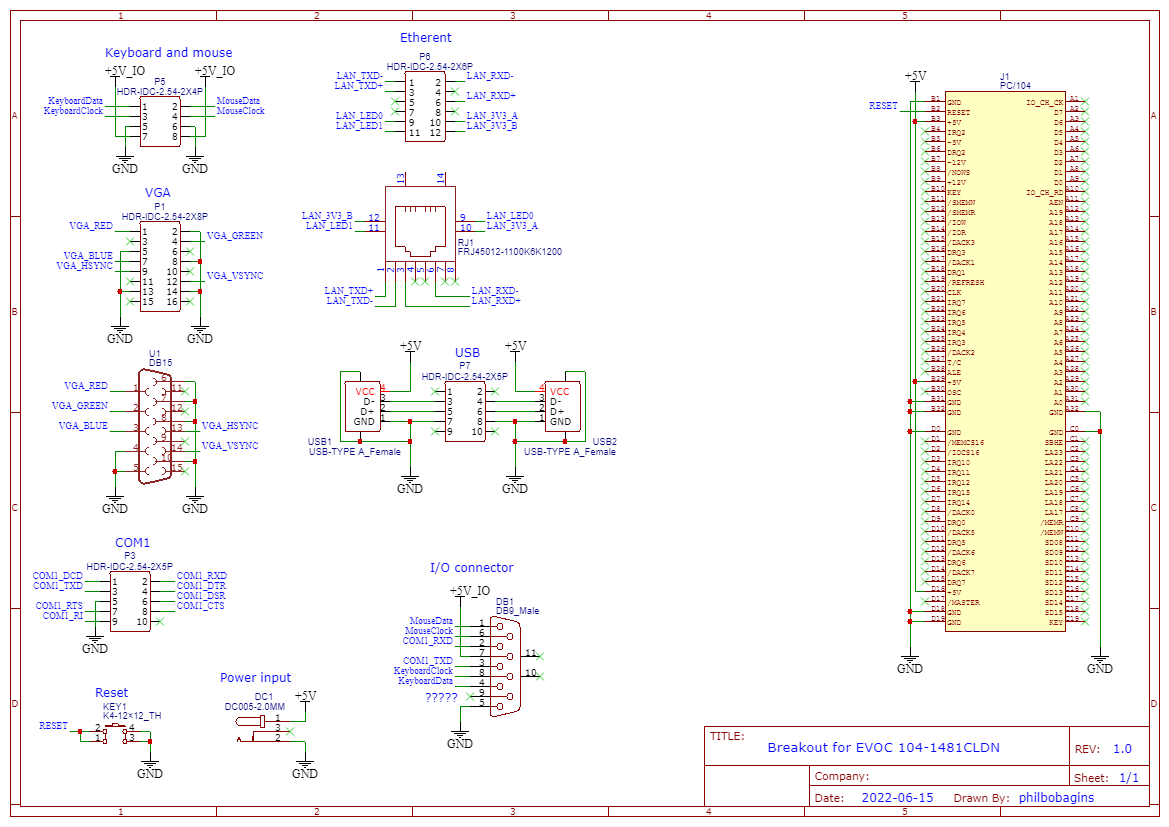 1 2 3 4 5
A
B
C
D
Keyboard and mouse
+5V_IO +5V_IO
P5
HDR-IDC-2.54-2X4P
KeyboardData 1 2 MouseData
KeyboardClock 3 4 MouseClock
5 6
7 8
GND GND
VGA
P1
HDR-IDC-2.54-2X8P
VGA_RED 1 2
3 4 VGA_GREEN
VGA_BLUE 5 6
VGA_HSYNC 7 8
9 10
11 12 VGA_VSYNC
13 14
15 16
GND GND
U1
DB15
VGA_RED 1 6 11
VGA_GREEN 2 7 12
VGA_BLUE 3 8 13 VGA_HSYNC
4 9 14 VGA_VSYNC
5 10 15
GND GND
COM1
P3
HDR-IDC-2.54-2X5P
COM1_DCD 1 2 COM1_RXD
COM1_TXD 3 4 COM1_DTR
5 6 COM1_DSR
COM1_RTS 7 8 COM1_CTS
COM1_RI 9 10
GND
Reset
KEY1
K4-12×12_TH
RESET 2 4
1 3
GND
Power input
DC1
DC005-2.0MM
+5V
1
3
2
GND
Etherent
P6
HDR-IDC-2.54-2X6P
LAN_TXD- 1 2 LAN_RXD-
LAN_TXD+ 3 4
5 6 LAN_RXD+
7 8
LAN_LED0 9 10 LAN_3V3_A
LAN_LED1 11 12 LAN_3V3_B
13 14
LAN_3V3_B 12 9 LAN_LED0
LAN_LED1 11 10 LAN_3V3_A
RJ1
FRJ45012-1100K6K1200
1 2 3 4 5 6 7 8
LAN_TXD+ LAN_RXD-
LAN_TXD- LAN_RXD+
USB
+5V +5V
P7
HDR-IDC-2.54-2X5P
VCC 4 1 2 4 VCC
D- 3 3 4 3 D-
D+ 2 5 6 2 D+
GND 1 7 8 1 GND
9 10
USB1
USB-TYPE A_Female
USB2
USB-TYPE A_Female
GND GND
I/O connector
+5V_IO
DB1
DB9_Male
MouseData 1
MouseClock 6
COM1_RXD 2
7 11
COM1_TXD 3
KeyboardClock 8 10
KeyboardData 4
????? 9
5
GND
+5V
J1
PC/104
RESET
B1 GND IO_CH_CK A1
B2 RESET D7 A2
B3 +5V D6 A3
B4 IRQ2 D5 A4
B5 -5V D4 A5
B6 DRQ2 D3 A6
B7 -12V D2 A7
B8 /NOWS D1 A8
B9 +12V D0 A9
B10 KEY IO_CH_RD A10
B11 /SMEMW AEN A11
B12 /SMEMR A19 A12
B13 /IOW A18 A13
B14 /IOR A17 A14
B15 /DACK3 A16 A15
B16 DRQ3 A15 A16
B17 /DACK1 A14 A17
B18 DRQ1 A13 A18
B19 /REFRESH A12 A19
B20 CLK A11 A20
B21 IRQ7 A10 A21
B22 IRQ6 A9 A22
B23 IRQ5 A8 A23
B24 IRQ4 A7 A24
B25 IRQ3 A6 A25
B26 /DACK2 A5 A26
B27 T/C A4 A27
B28 ALE A3 A28
B29 +5V A2 A29
B30 OSC A1 A30
B31 GND A0 A31
B32 GND GND A32
D0 GND GND C0
D1 /MEMCS16 SBHE C1
D2 /IOCS16 LA23 C2
D3 IRQ10 LA22 C3
D4 IRQ11 LA21 C4
D5 IRQ12 LA20 C5
D6 IRQ15 LA19 C6
D7 IRQ14 LA18 C7
D8 /DACK0 LA17 C8
D9 DRQ0 /MEMR C9
D10 /DACK5 /MEMW C10
D11 DRQ5 SD08 C11
D12 /DACK6 SD09 C12
D13 DRQ6 SD10 C13
D14 /DACK7 SD11 C14
D15 DRQ7 SD12 C15
D16 +5V SD13 C16
D17 /MASTER SD14 C17
D18 GND SD15 C18
D19 GND KEY C19
GND GND
TITLE:
Breakout for EVOC 104-1481CLDN
REV: 1.0
Company:
Sheet: 1/1
Date: 2022-06-15 Drawn By: philbobagins
A
B
C
D
1 2 3 4 5